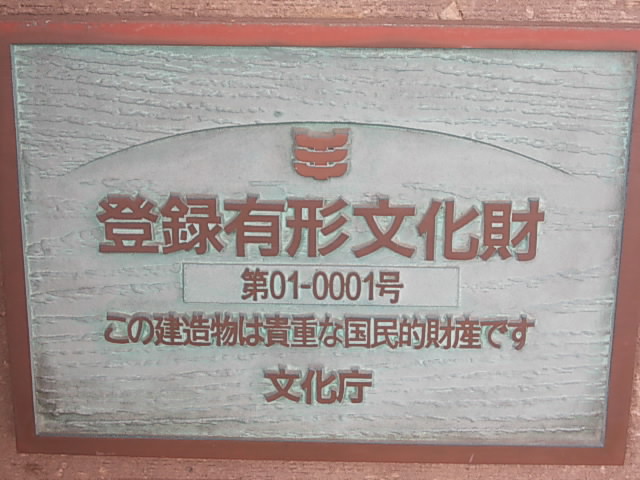 登録有形文化財
第01-0001号
この建造物は貴重な国民的財産です
文化庁